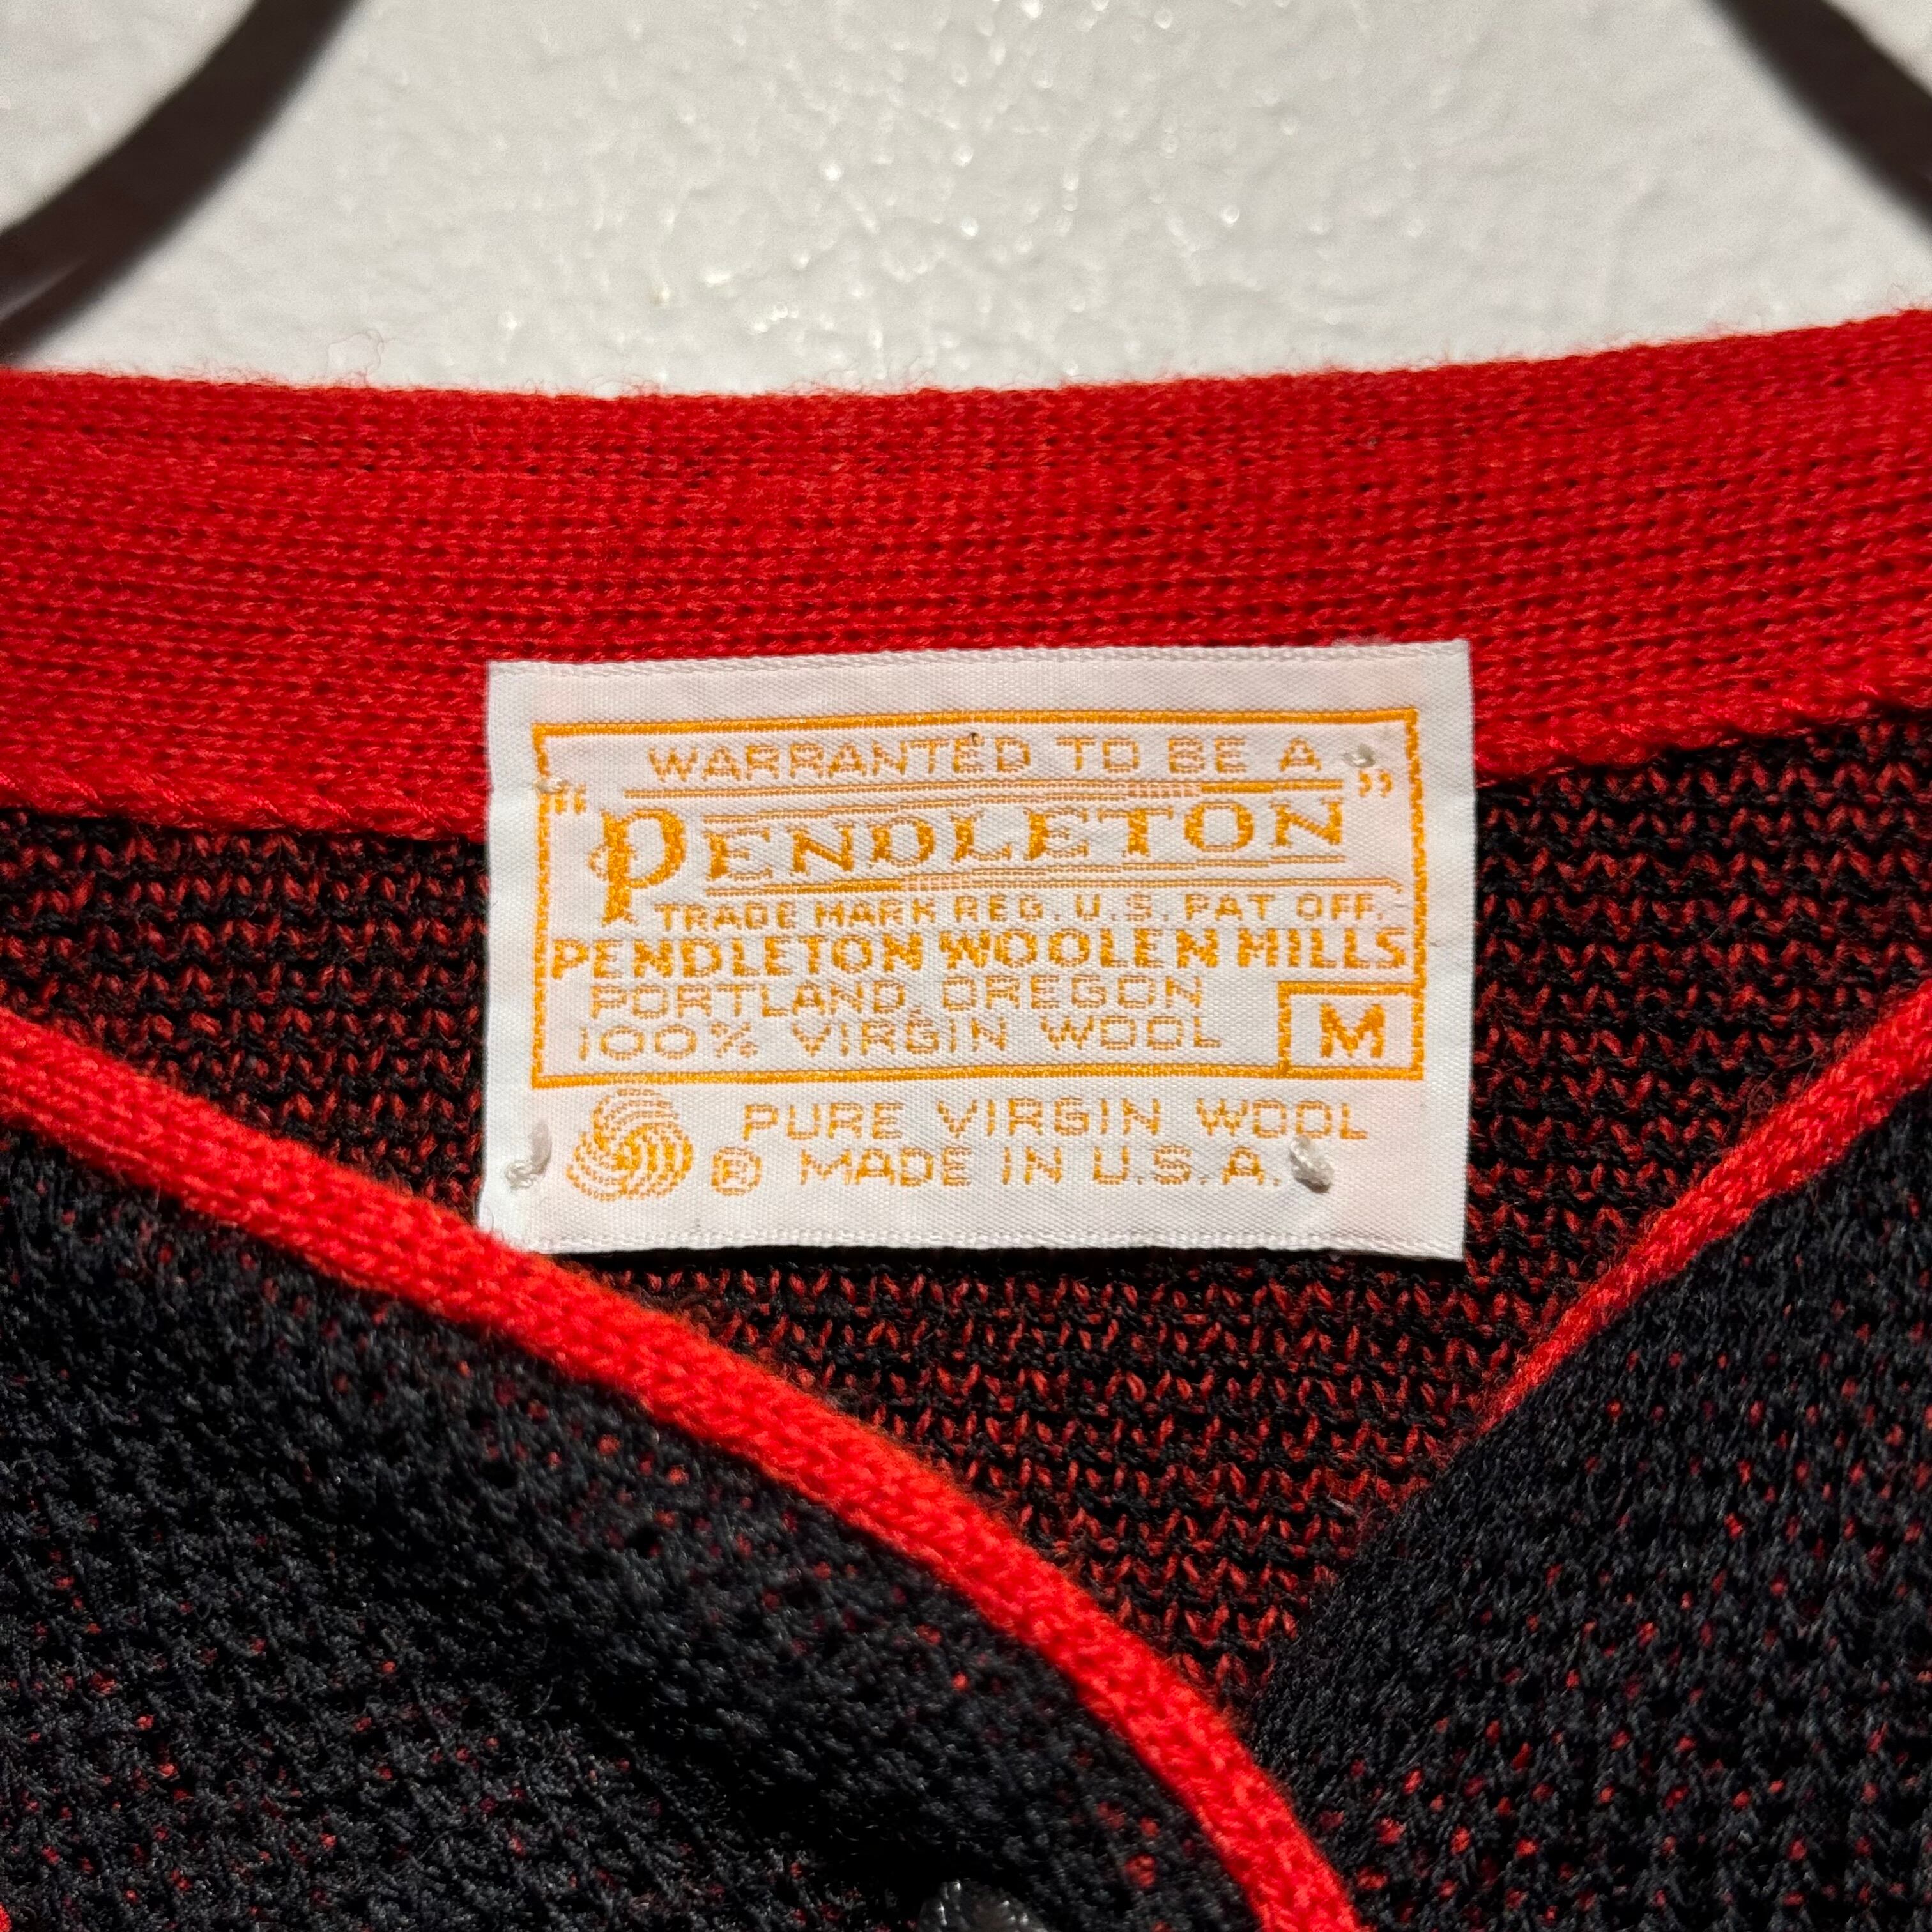 WARRANTED TO BE A
"PENDLETON"
TRADE MARK REG. U.S. PAT OFF.
PENDLETON WOOLEN MILLS
PORTLAND, OREGON
100% VIRGIN WOOL M
PURE VIRGIN WOOL
® MADE IN U.S.A.